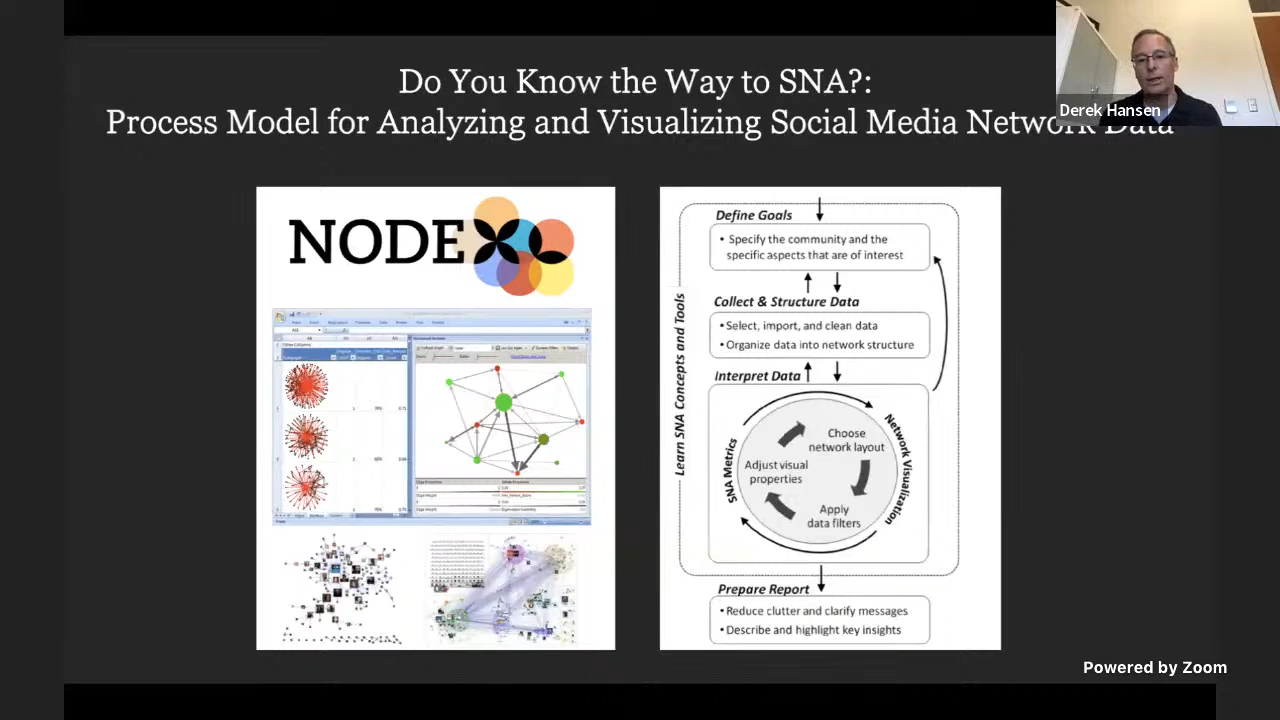 Do You Know the Way to SNA?:
Process Model for Analyzing and Visualizing Social Media Network Data
Derek Hansen
NODEXL
Define Goals
• Specify the community and the
specific aspects that are of interest
Collect & Structure Data
• Select, import, and clean data
• Organize data into network structure
Interpret Data
Learn SNA Concepts and Tools
SNA Metrics
Network Visualization
Choose
network layout
Adjust visual
properties
Apply
data filters
Prepare Report
• Reduce clutter and clarify messages
• Describe and highlight key insights
Powered by Zoom